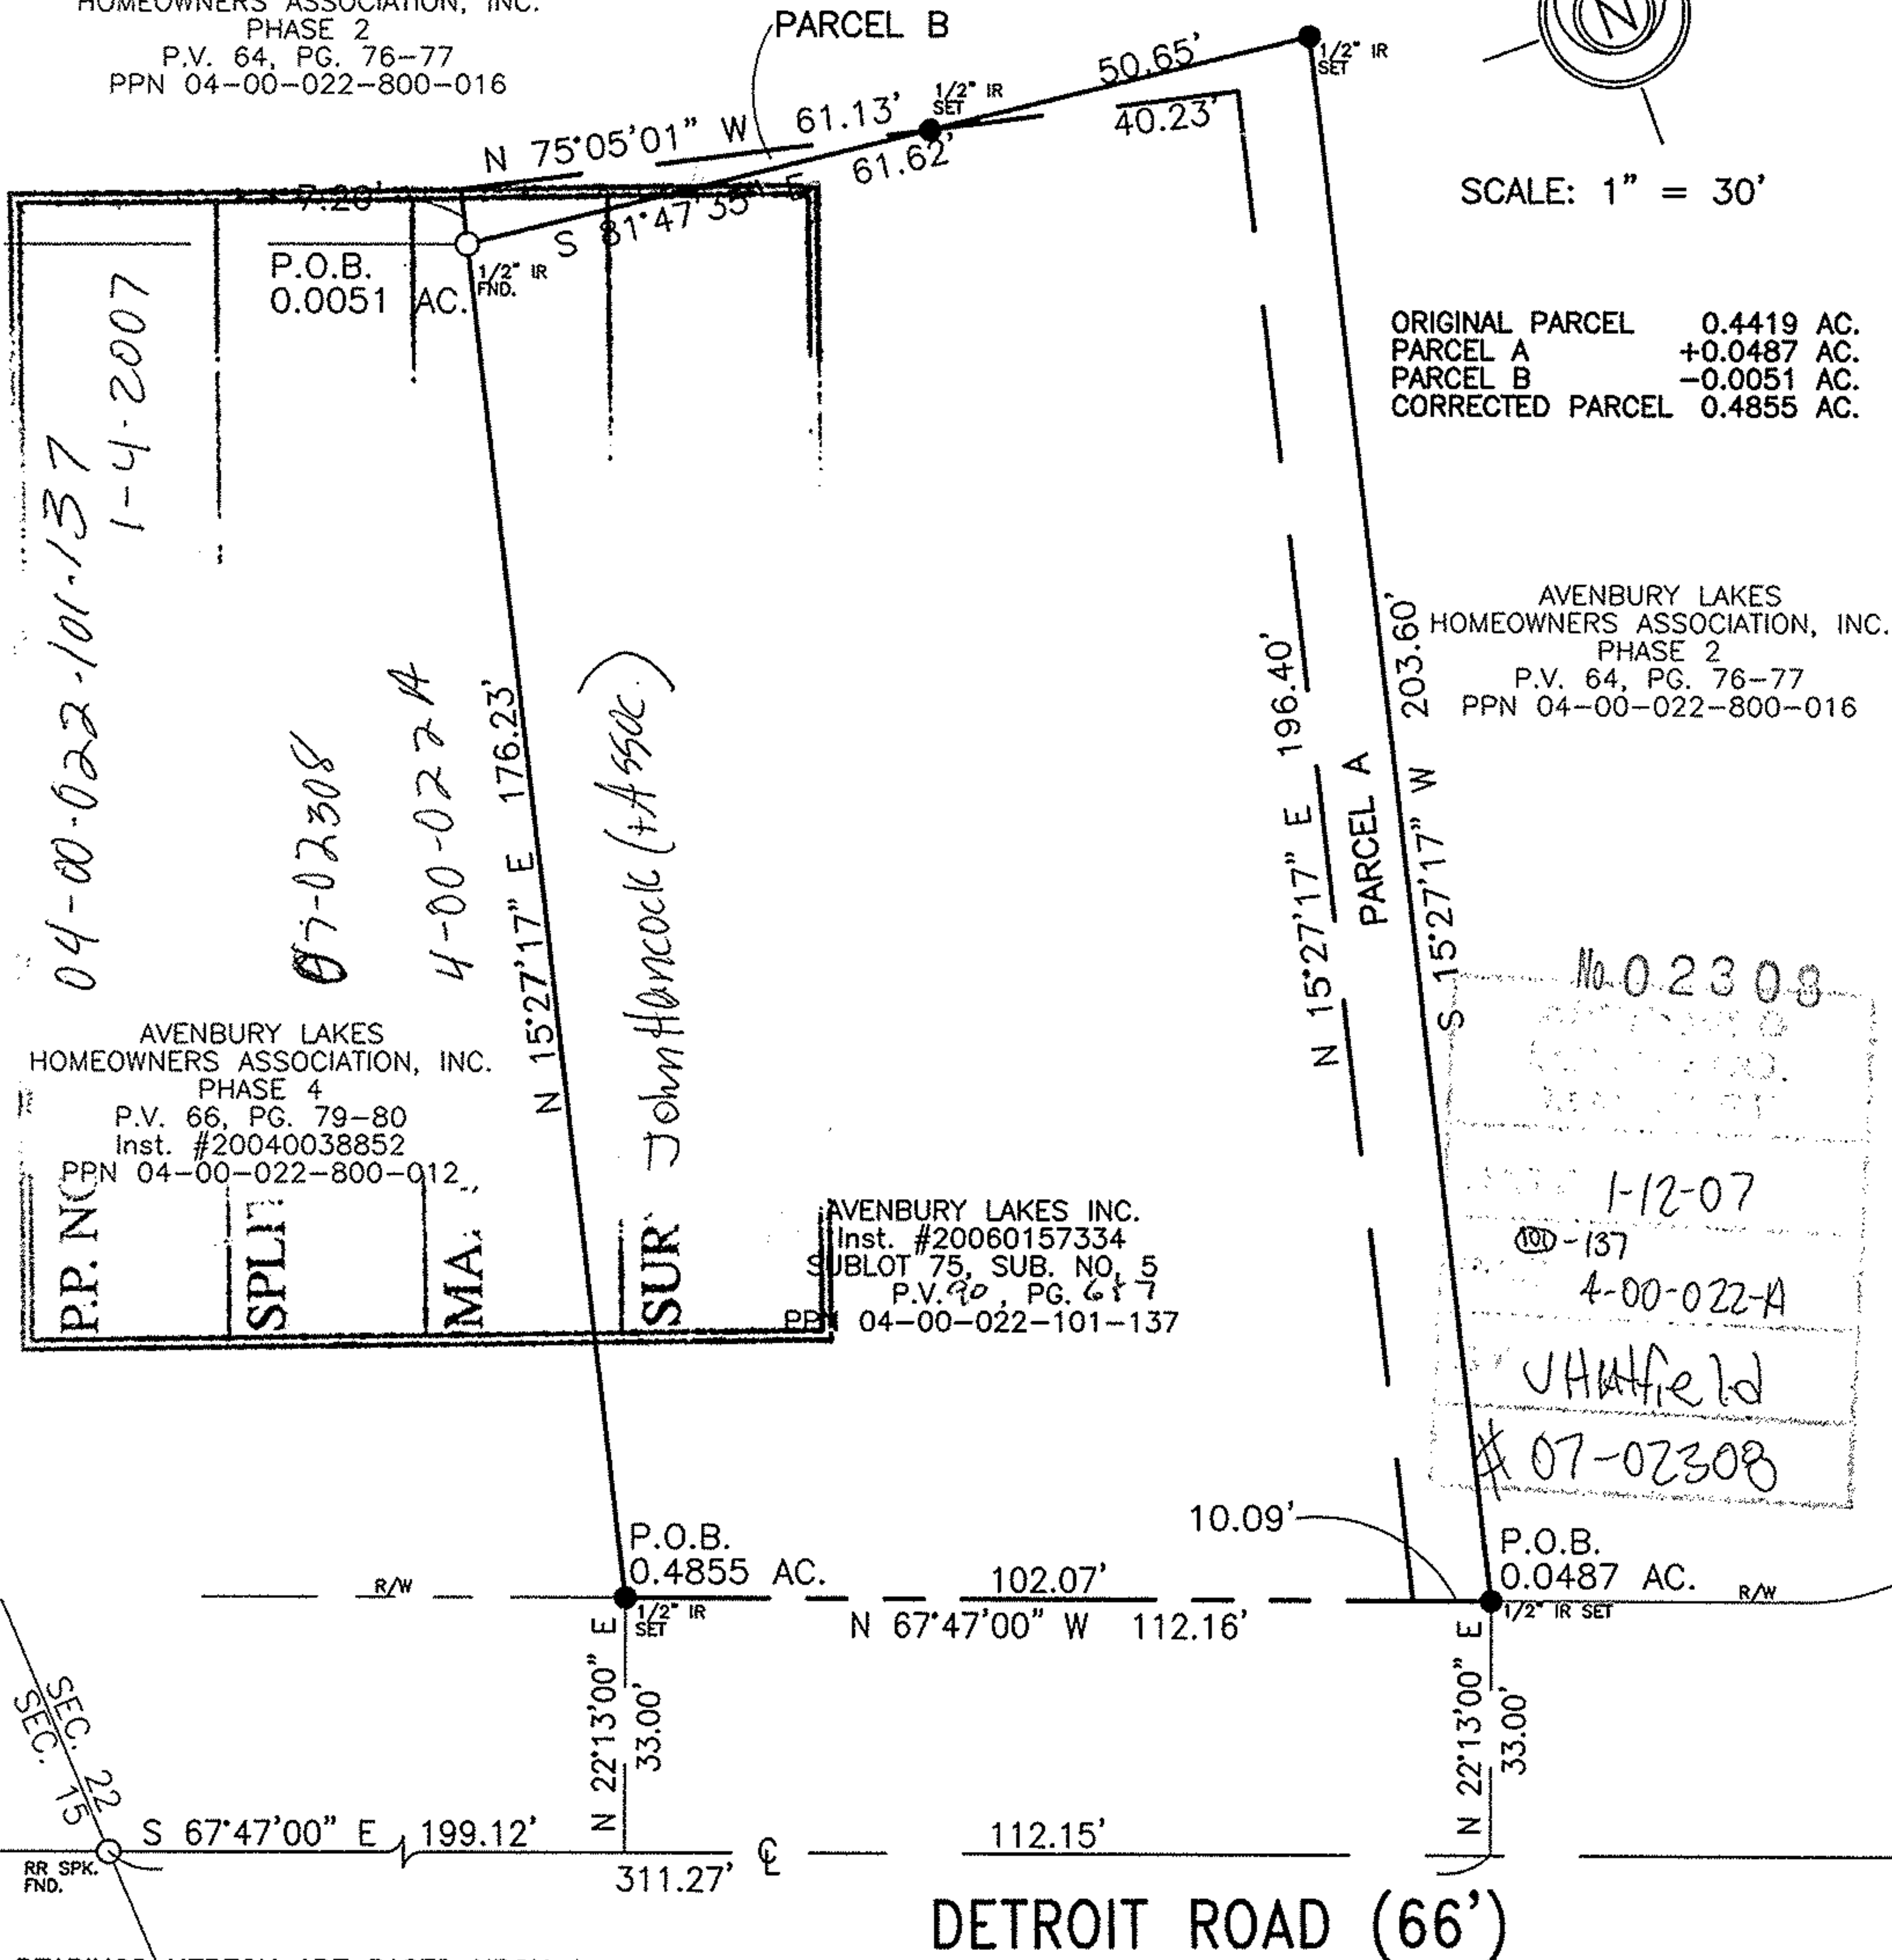 HOMEOWNERS ASSOCIATION, INC.
PHASE 2
P.V. 64, PG. 76-77
PPN 04-00-022-800-016
PARCEL B
N
SCALE: 1" = 30'
N 75°05'01" W 61.13'
1/2" IR
SET
50.65'
1/2" IR
SET
40.23'
61.62'
7.20'
S 81°47'35" E
P.O.B.
0.0051 AC.
1/2" IR
FND.
ORIGINAL PARCEL 0.4419 AC.
PARCEL A +0.0487 AC.
PARCEL B -0.0051 AC.
CORRECTED PARCEL 0.4855 AC.
P.P. NO
04-00-022-101-137
1-4-2007
SPLIT
07-02308
MA.
4-00-022 A
SUR
John Hancock (+Assoc.)
N 15°27'17" E 176.23'
N 15°27'17" E 196.40'
PARCEL A
S 15°27'17" W 203.60'
AVENBURY LAKES
HOMEOWNERS ASSOCIATION, INC.
PHASE 2
P.V. 64, PG. 76-77
PPN 04-00-022-800-016
AVENBURY LAKES
HOMEOWNERS ASSOCIATION, INC.
PHASE 4
P.V. 66, PG. 79-80
Inst. #20040038852
PPN 04-00-022-800-012
AVENBURY LAKES INC.
Inst. #20060157334
SUBLOT 75, SUB. NO. 5
P.V. 90, PG. 6&7
PPN 04-00-022-101-137
No. 02308
1-12-07
101-137
4-00-022-A
J Hatfield
# 07-02308
P.O.B.
0.4855 AC.
1/2" IR
SET
R/W
102.07'
N 67°47'00" W 112.16'
10.09'
P.O.B.
0.0487 AC.
1/2" IR SET
R/W
N 22°13'00" E
33.00'
N 22°13'00" E
33.00'
SEC. 22
SEC. 15
S 67°47'00" E 199.12'
311.27'
112.15'
RR SPK.
FND.
DETROIT ROAD (66')